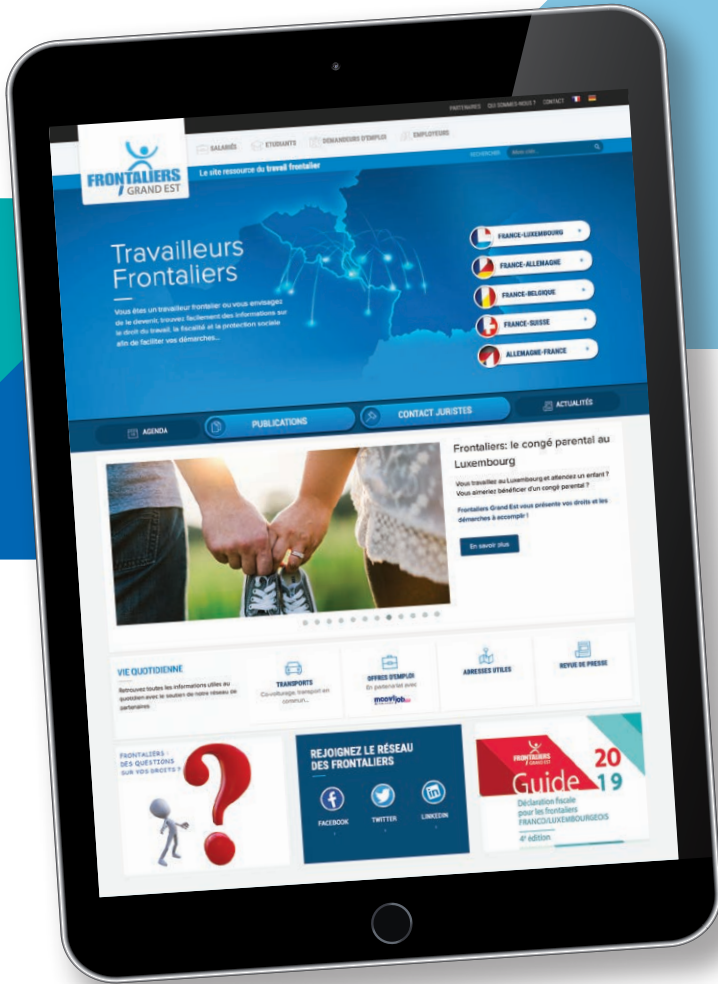 PARTENAIRES QUI SOMMES-NOUS ? CONTACT
SALARIÉS ETUDIANTS DEMANDEURS D'EMPLOI EMPLOYEURS
FRONTALIERS
GRAND EST
Le site ressource du travail frontalier
RECHERCHER
Travailleurs
Frontaliers
Vous êtes un travailleur frontalier ou vous envisagez
de le devenir, trouvez facilement des informations sur
le droit du travail, la fiscalité et la protection sociale
afin de faciliter vos démarches...
FRANCE-LUXEMBOURG
FRANCE-ALLEMAGNE
FRANCE-BELGIQUE
FRANCE-SUISSE
ALLEMAGNE-FRANCE
AGENDA
PUBLICATIONS
CONTACT JURISTES
ACTUALITÉS
Frontaliers: le congé parental au
Luxembourg
Vous travaillez au Luxembourg et attendez un enfant ?
Vous aimeriez bénéficier d'un congé parental ?
Frontaliers Grand Est vous présente vos droits et les
démarches à accomplir !
En savoir plus
VIE QUOTIDIENNE
Retrouvez toutes les informations utiles au
quotidien avec le soutien de notre réseau de
partenaires
TRANSPORTS
Co-voiturage, transport en
commun...
OFFRES D'EMPLOI
En partenariat avec
moovijob
ADRESSES UTILES
REVUE DE PRESSE
FRONTALIERS -
DES QUESTIONS
SUR VOS DROITS ?
REJOIGNEZ LE RÉSEAU
DES FRONTALIERS
FACEBOOK
TWITTER
LINKEDIN
FRONTALIERS
GRAND EST
Guide
20
19
Déclaration fiscale
pour les frontaliers
FRANCO/LUXEMBOURGEOIS
4e édition